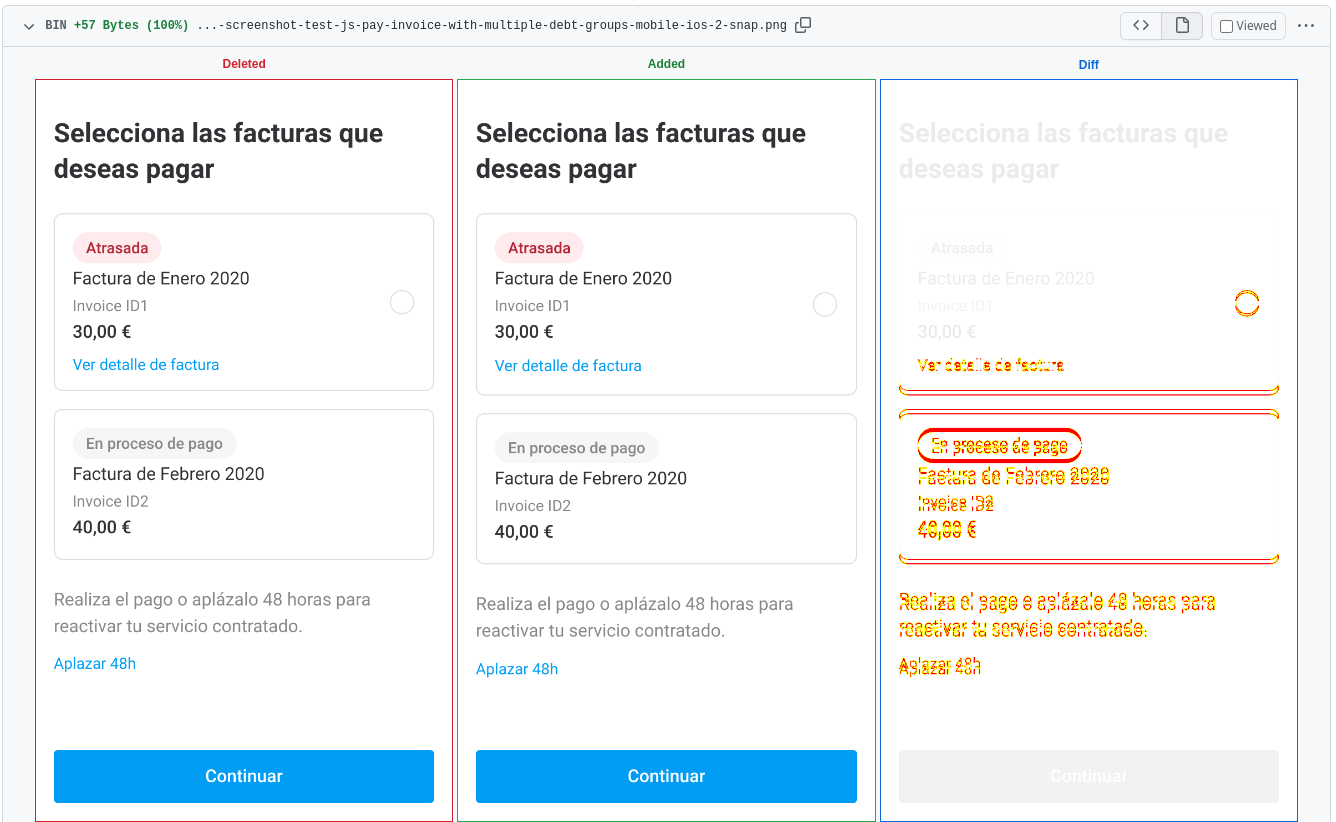 BIN +57 Bytes (100%) ...-screenshot-test-js-pay-invoice-with-multiple-debt-groups-mobile-ios-2-snap.png
Viewed
Deleted
Selecciona las facturas que
deseas pagar
Atrasada
Factura de Enero 2020
Invoice ID1
30,00 €
Ver detalle de factura
En proceso de pago
Factura de Febrero 2020
Invoice ID2
40,00 €
Realiza el pago o aplázalo 48 horas para
reactivar tu servicio contratado.
Aplazar 48h
Continuar
Added
Selecciona las facturas que
deseas pagar
Atrasada
Factura de Enero 2020
Invoice ID1
30,00 €
Ver detalle de factura
En proceso de pago
Factura de Febrero 2020
Invoice ID2
40,00 €
Realiza el pago o aplázalo 48 horas para
reactivar tu servicio contratado.
Aplazar 48h
Continuar
Diff
Selecciona las facturas que
deseas pagar
Atrasada
Factura de Enero 2020
Invoice ID1
30,00 €
Ver detalle de factura
En proceso de pago
Factura de Febrero 2020
Invoice ID2
40,00 €
Realiza el pago o aplázalo 48 horas para
reactivar tu servicio contratado.
Aplazar 48h
Continuar